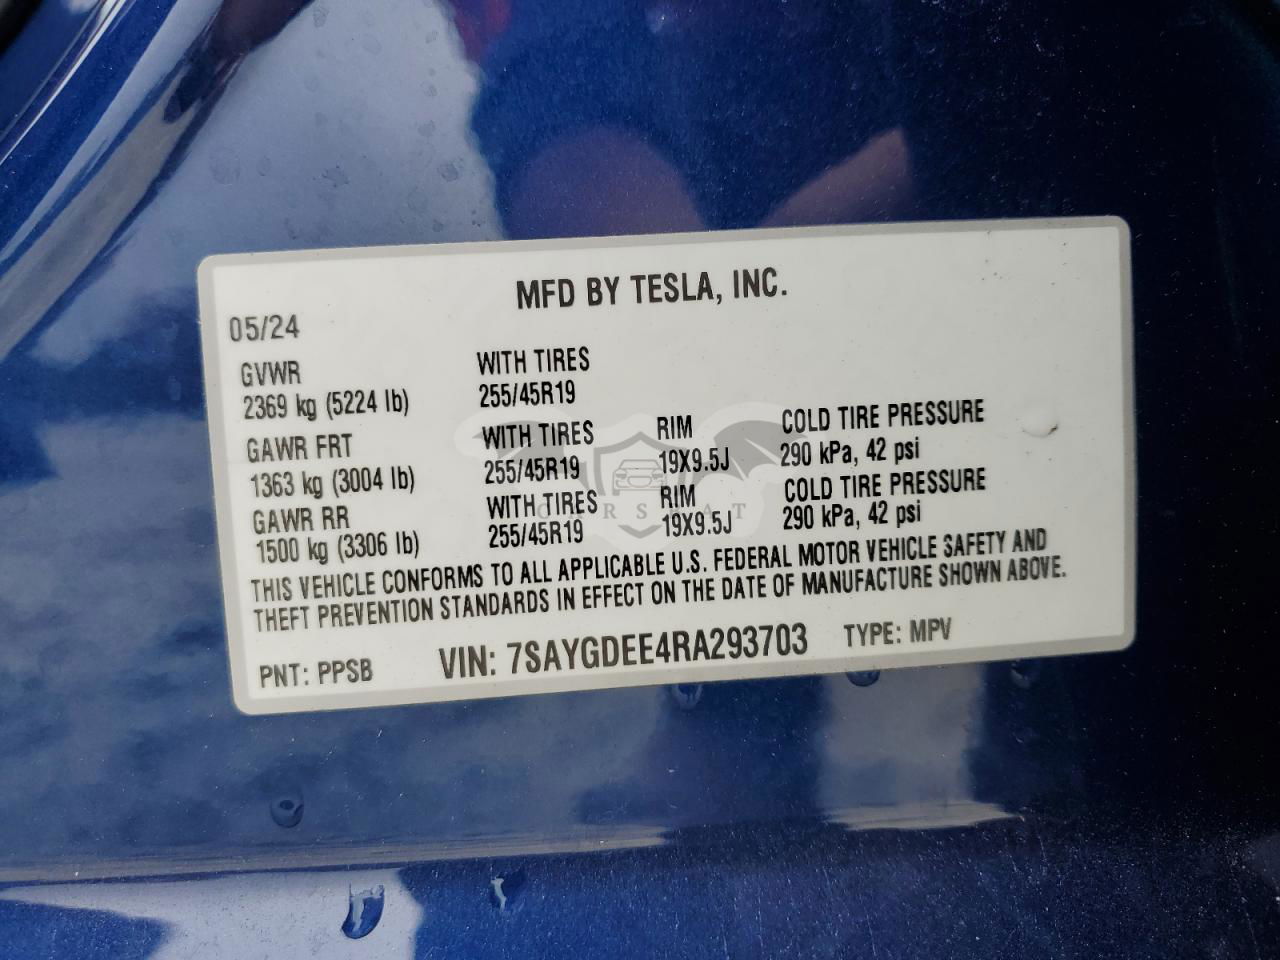 MFD BY TESLA, INC.
05/24
GVWR WITH TIRES
2369 kg (5224 lb) 255/45R19
GAWR FRT WITH TIRES RIM COLD TIRE PRESSURE
1363 kg (3004 lb) 255/45R19 19X9.5J 290 kPa, 42 psi
GAWR RR WITH TIRES RIM COLD TIRE PRESSURE
1500 kg (3306 lb) 255/45R19 19X9.5J 290 kPa, 42 psi
THIS VEHICLE CONFORMS TO ALL APPLICABLE U.S. FEDERAL MOTOR VEHICLE SAFETY AND
THEFT PREVENTION STANDARDS IN EFFECT ON THE DATE OF MANUFACTURE SHOWN ABOVE.
PNT: PPSB VIN: 7SAYGDEE4RA293703 TYPE: MPV